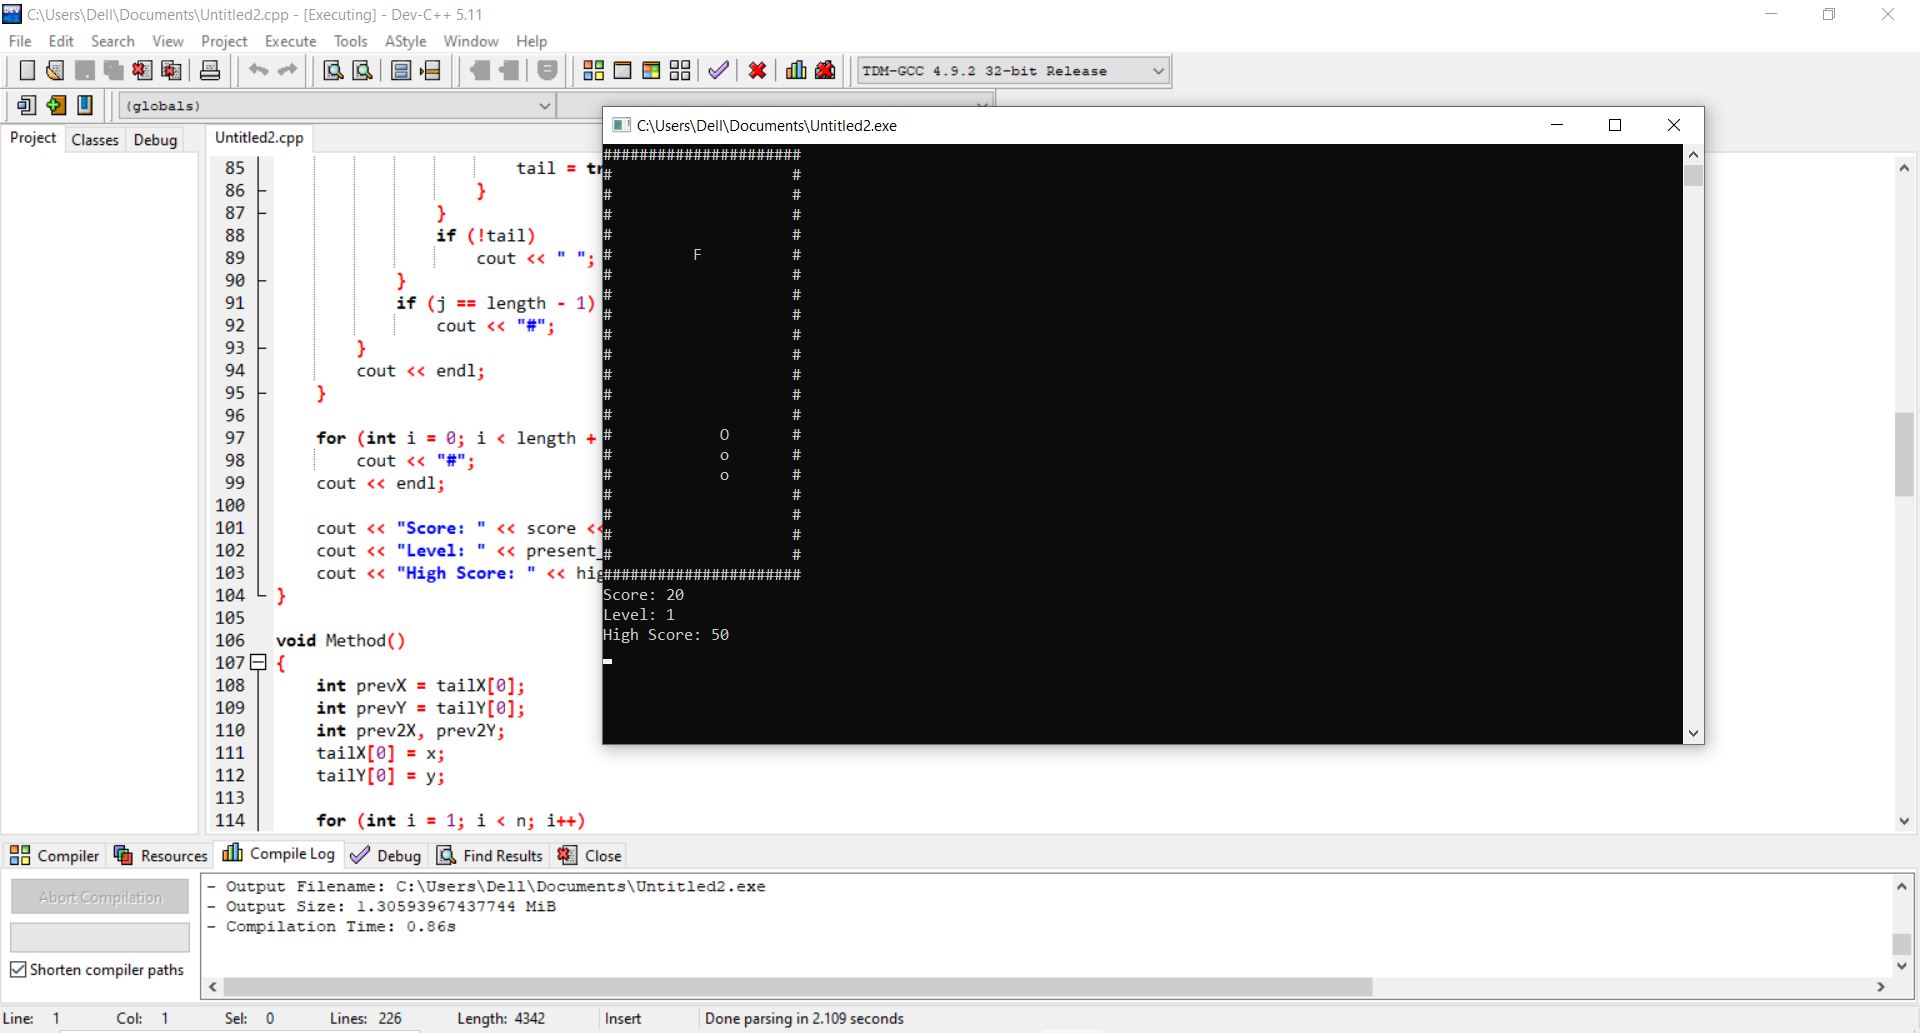 C:\Users\Dell\Documents\Untitled2.cpp - [Executing] - Dev-C++ 5.11
File Edit Search View Project Execute Tools AStyle Window Help
TDM-GCC 4.9.2 32-bit Release
(globals)
Project Classes Debug
Untitled2.cpp
85 tail = tr
86 }
87 }
88 if (!tail)
89 cout << " ";
90 }
91 if (j == length - 1)
92 cout << "#";
93 }
94 cout << endl;
95 }
96
97 for (int i = 0; i < length +
98 cout << "#";
99 cout << endl;
100
101 cout << "Score: " << score <<
102 cout << "Level: " << present_
103 cout << "High Score: " << hig
104 }
105
106 void Method()
107 {
108 int prevX = tailX[0];
109 int prevY = tailY[0];
110 int prev2X, prev2Y;
111 tailX[0] = x;
112 tailY[0] = y;
113
114 for (int i = 1; i < n; i++)
C:\Users\Dell\Documents\Untitled2.exe
######################
#                    #
#                    #
#                    #
#                    #
#         F          #
#                    #
#                    #
#                    #
#                    #
#                    #
#                    #
#                    #
#                    #
#            O       #
#            o       #
#            o       #
#                    #
#                    #
#                    #
#                    #
######################
Score: 20
Level: 1
High Score: 50
Compiler Resources Compile Log Debug Find Results Close
Abort Compilation
Shorten compiler paths
- Output Filename: C:\Users\Dell\Documents\Untitled2.exe
- Output Size: 1.30593967437744 MiB
- Compilation Time: 0.86s
Line: 1 Col: 1 Sel: 0 Lines: 226 Length: 4342 Insert Done parsing in 2.109 seconds